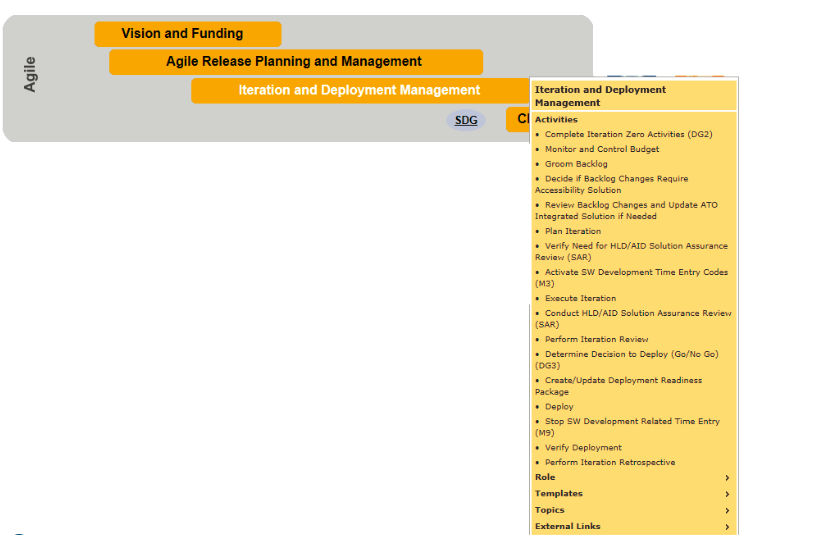 Agile
Vision and Funding
Agile Release Planning and Management
Iteration and Deployment Management
SDG
Iteration and Deployment
Management
Activities
• Complete Iteration Zero Activities (DG2)
• Monitor and Control Budget
• Groom Backlog
• Decide if Backlog Changes Require
Accessibility Solution
• Review Backlog Changes and Update ATO
Integrated Solution if Needed
• Plan Iteration
• Verify Need for HLD/AID Solution Assurance
Review (SAR)
• Activate SW Development Time Entry Codes
(M3)
• Execute Iteration
• Conduct HLD/AID Solution Assurance Review
(SAR)
• Perform Iteration Review
• Determine Decision to Deploy (Go/No Go)
(DG3)
• Create/Update Deployment Readiness
Package
• Deploy
• Stop SW Development Related Time Entry
(M9)
• Verify Deployment
• Perform Iteration Retrospective
Role
Templates
Topics
External Links